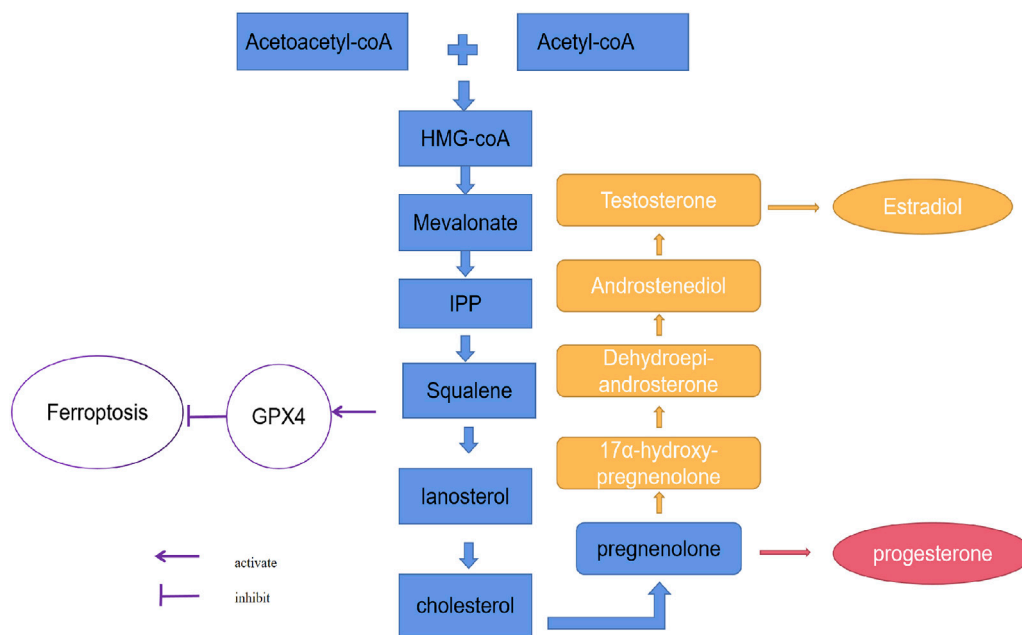 Acetoacetyl-coA
Acetyl-coA
HMG-coA
Mevalonate
IPP
Squalene
lanosterol
cholesterol
Ferroptosis
GPX4
activate
inhibit
Testosterone
Estradiol
Androstenediol
Dehydroepi-
androsterone
17α-hydroxy-
pregnenolone
pregnenolone
progesterone